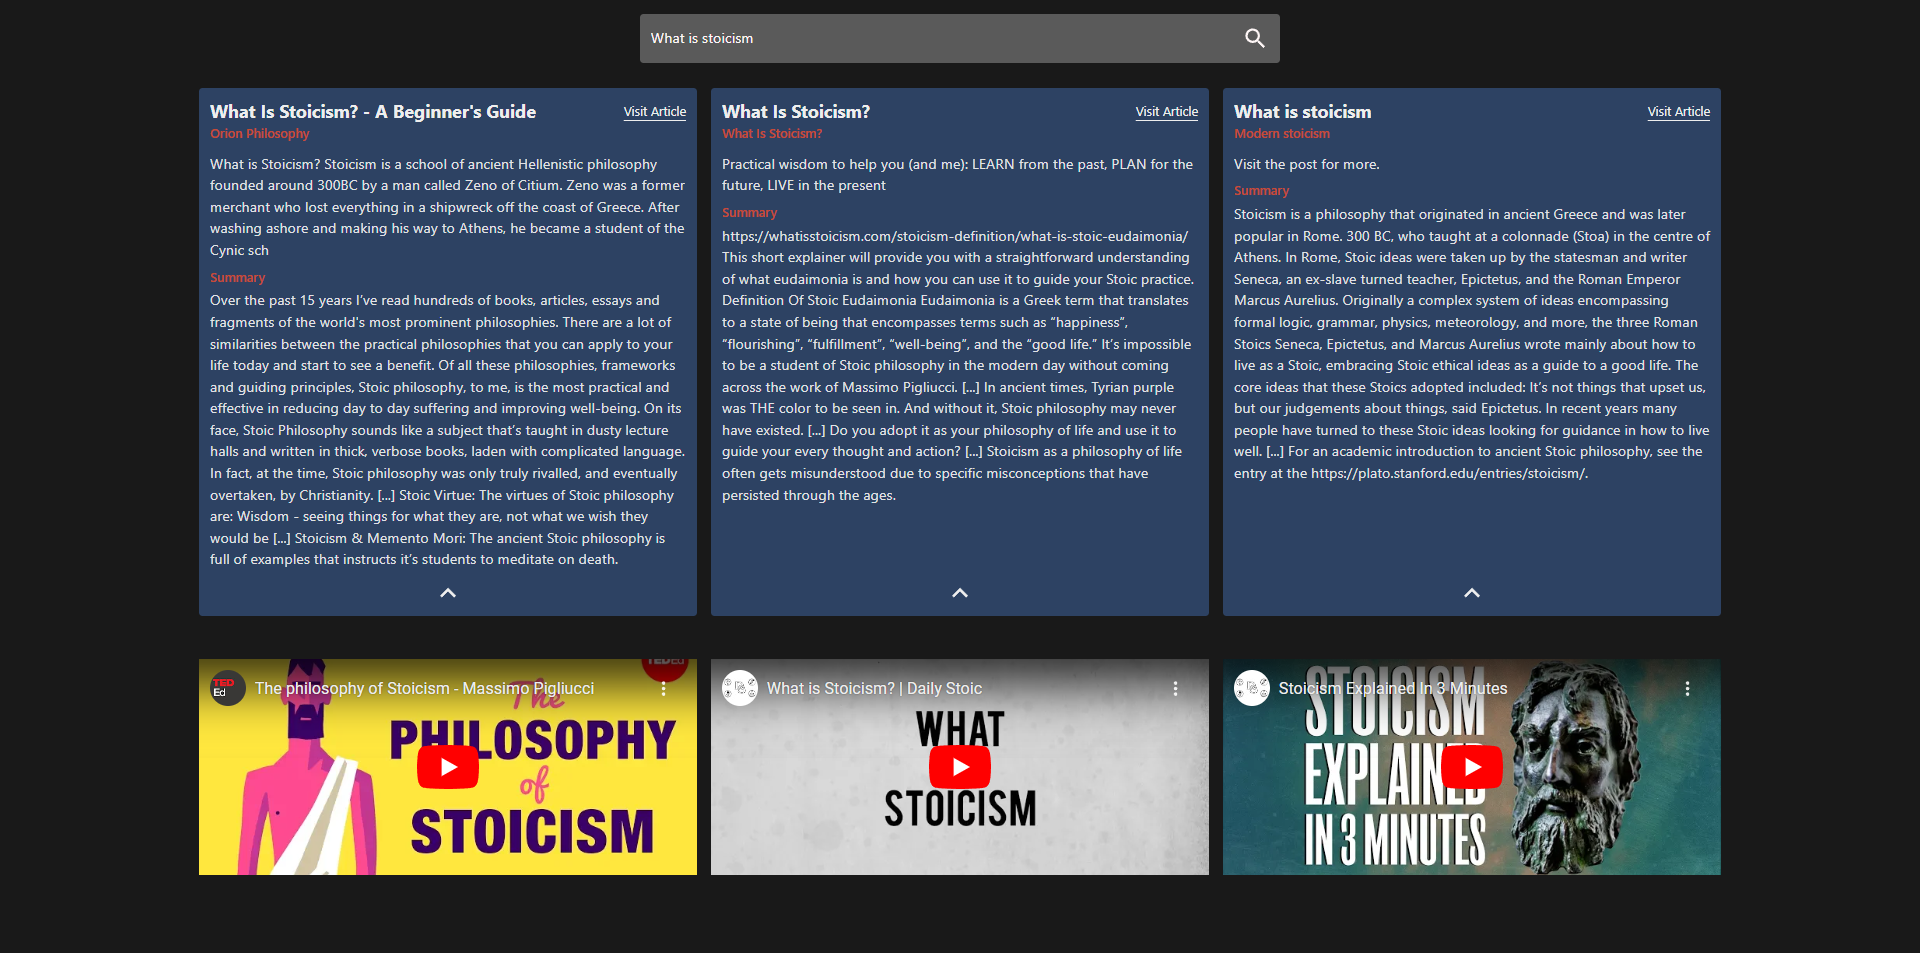 What is stoicism
What Is Stoicism? - A Beginner's Guide
Visit Article
Orion Philosophy
What is Stoicism? Stoicism is a school of ancient Hellenistic philosophy
founded around 300BC by a man called Zeno of Citium. Zeno was a former
merchant who lost everything in a shipwreck off the coast of Greece. After
washing ashore and making his way to Athens, he became a student of the
Cynic sch
Summary
Over the past 15 years I’ve read hundreds of books, articles, essays and
fragments of the world's most prominent philosophies. There are a lot of
similarities between the practical philosophies that you can apply to your
life today and start to see a benefit. Of all these philosophies, frameworks
and guiding principles, Stoic philosophy, to me, is the most practical and
effective in reducing day to day suffering and improving well-being. On its
face, Stoic Philosophy sounds like a subject that’s taught in dusty lecture
halls and written in thick, verbose books, laden with complicated language.
In fact, at the time, Stoic philosophy was only truly rivalled, and eventually
overtaken, by Christianity. [...] Stoic Virtue: The virtues of Stoic philosophy
are: Wisdom - seeing things for what they are, not what we wish they
would be [...] Stoicism & Memento Mori: The ancient Stoic philosophy is
full of examples that instructs it’s students to meditate on death.
What Is Stoicism?
Visit Article
What Is Stoicism?
Practical wisdom to help you (and me): LEARN from the past, PLAN for the
future, LIVE in the present
Summary
https://whatisstoicism.com/stoicism-definition/what-is-stoic-eudaimonia/
This short explainer will provide you with a straightforward understanding
of what eudaimonia is and how you can use it to guide your Stoic practice.
Definition Of Stoic Eudaimonia Eudaimonia is a Greek term that translates
to a state of being that encompasses terms such as “happiness”,
“flourishing”, “fulfillment”, “well-being”, and the “good life.” It’s impossible
to be a student of Stoic philosophy in the modern day without coming
across the work of Massimo Pigliucci. [...] In ancient times, Tyrian purple
was THE color to be seen in. And without it, Stoic philosophy may never
have existed. [...] Do you adopt it as your philosophy of life and use it to
guide your every thought and action? [...] Stoicism as a philosophy of life
often gets misunderstood due to specific misconceptions that have
persisted through the ages.
What is stoicism
Visit Article
Modern stoicism
Visit the post for more.
Summary
Stoicism is a philosophy that originated in ancient Greece and was later
popular in Rome. 300 BC, who taught at a colonnade (Stoa) in the centre of
Athens. In Rome, Stoic ideas were taken up by the statesman and writer
Seneca, an ex-slave turned teacher, Epictetus, and the Roman Emperor
Marcus Aurelius. Originally a complex system of ideas encompassing
formal logic, grammar, physics, meteorology, and more, the three Roman
Stoics Seneca, Epictetus, and Marcus Aurelius wrote mainly about how to
live as a Stoic, embracing Stoic ethical ideas as a guide to a good life. The
core ideas that these Stoics adopted included: It’s not things that upset us,
but our judgements about things, said Epictetus. In recent years many
people have turned to these Stoic ideas looking for guidance in how to live
well. [...] For an academic introduction to ancient Stoic philosophy, see the
entry at the https://plato.stanford.edu/entries/stoicism/.
TED
Ed
The philosophy of Stoicism - Massimo Pigliucci
TED Ed
The
PHILOSOPHY
of
STOICISM
What is Stoicism? | Daily Stoic
WHAT
STOICISM
Stoicism Explained In 3 Minutes
STOICISM
EXPLAINED
IN 3 MINUTES